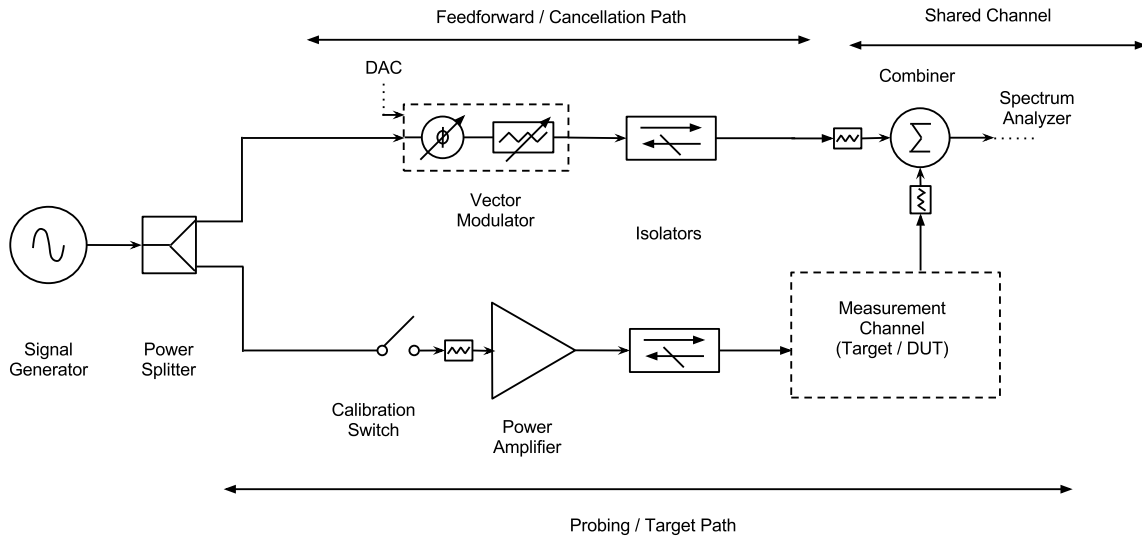 Feedforward / Cancellation Path
Shared Channel
DAC
Combiner
Spectrum
Analyzer
ϕ
Σ
Vector
Modulator
Isolators
Measurement
Channel
(Target / DUT)
Signal
Generator
Power
Splitter
Calibration
Switch
Power
Amplifier
Probing / Target Path